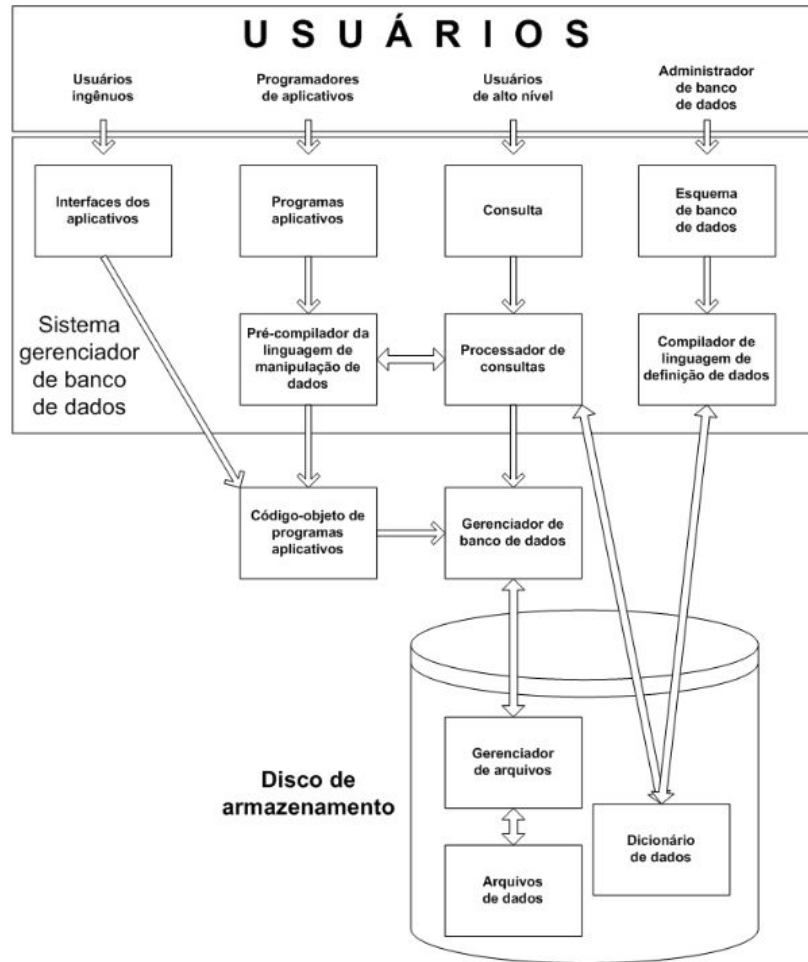 USUÁRIOS
Usuários
ingênuos
Programadores
de aplicativos
Usuários
de alto nível
Administrador
de banco
de dados
Interfaces dos
aplicativos
Programas
aplicativos
Consulta
Esquema
de banco
de dados
Sistema
gerenciador
de banco
de dados
Pré-compilador da
linguagem de
manipulação de
dados
Processador de
consultas
Compilador de
linguagem de
definição de dados
Código-objeto de
programas
aplicativos
Gerenciador de
banco de dados
Disco de
armazenamento
Gerenciador
de arquivos
Arquivos
de dados
Dicionário
de dados